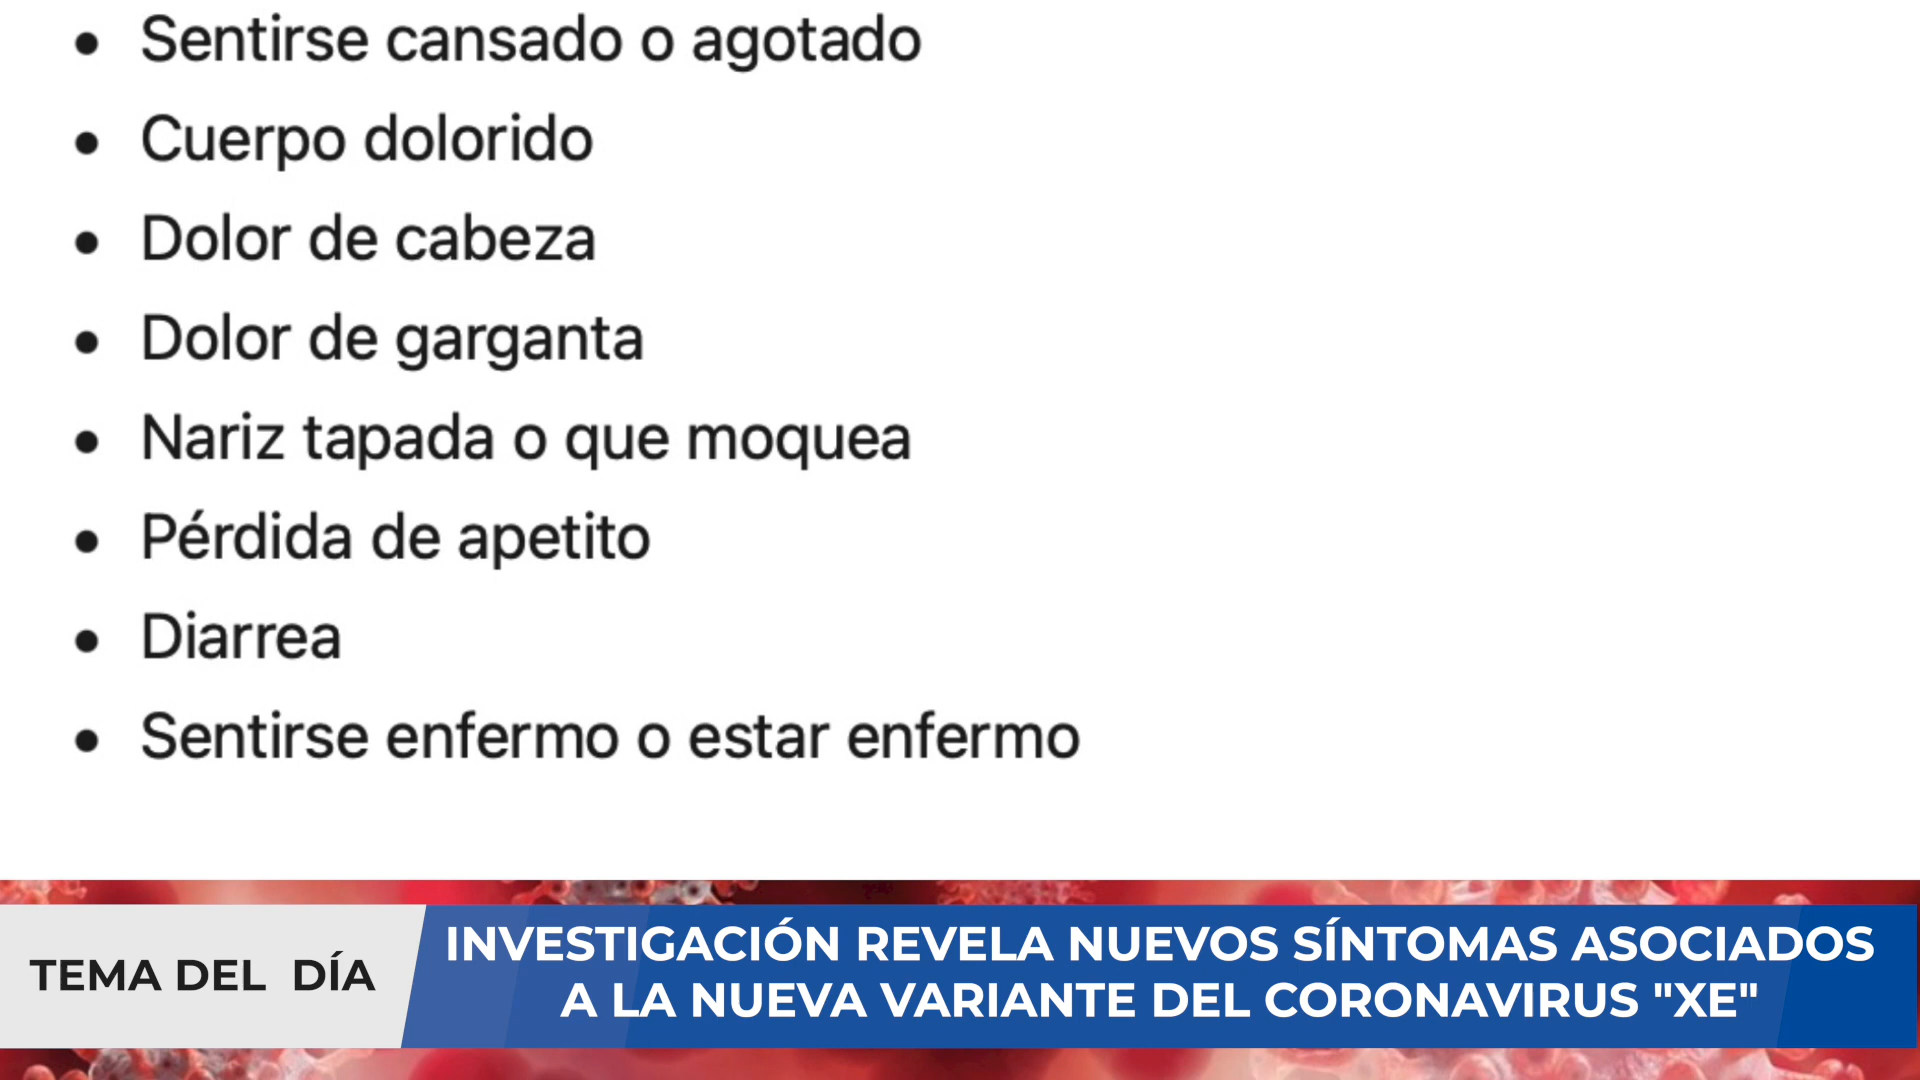 • Sentirse cansado o agotado
• Cuerpo dolorido
• Dolor de cabeza
• Dolor de garganta
• Nariz tapada o que moquea
• Pérdida de apetito
• Diarrea
• Sentirse enfermo o estar enfermo
TEMA DEL DÍA
INVESTIGACIÓN REVELA NUEVOS SÍNTOMAS ASOCIADOS
A LA NUEVA VARIANTE DEL CORONAVIRUS "XE"